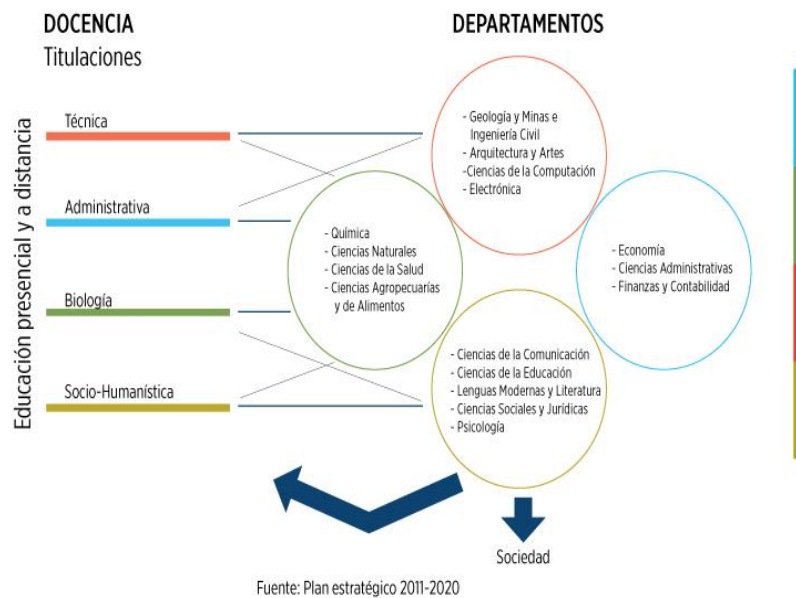 DOCENCIA
Titulaciones
DEPARTAMENTOS
Educación presencial y a distancia
Técnica
Administrativa
Biología
Socio-Humanística
- Geología y Minas e
Ingeniería Civil
- Arquitectura y Artes
-Ciencias de la Computación
- Electrónica
- Química
- Ciencias Naturales
- Ciencias de la Salud
- Ciencias Agropecuarías
y de Alimentos
- Economía
- Ciencias Administrativas
- Finanzas y Contabilidad
- Ciencias de la Comunicación
- Ciencias de la Educación
- Lenguas Modernas y Literatura
- Ciencias Sociales y Jurídicas
- Psicología
Sociedad
Fuente: Plan estratégico 2011-2020